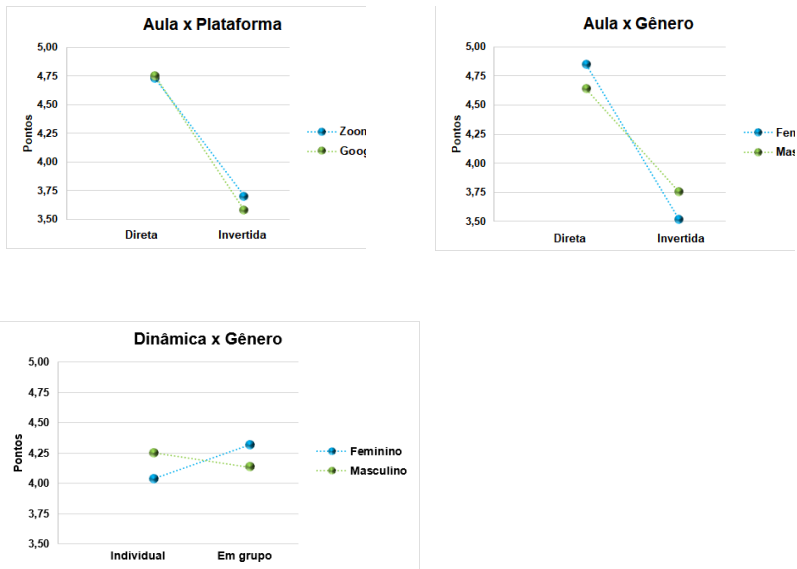 Aula x Plataforma
Pontos
5,00
4,75
4,50
4,25
4,00
3,75
3,50
Direta
Invertida
Zoom
Goog
Aula x Gênero
Pontos
5,00
4,75
4,50
4,25
4,00
3,75
3,50
Direta
Invertida
Fem
Mas
Dinâmica x Gênero
Pontos
5,00
4,75
4,50
4,25
4,00
3,75
3,50
Individual
Em grupo
Feminino
Masculino